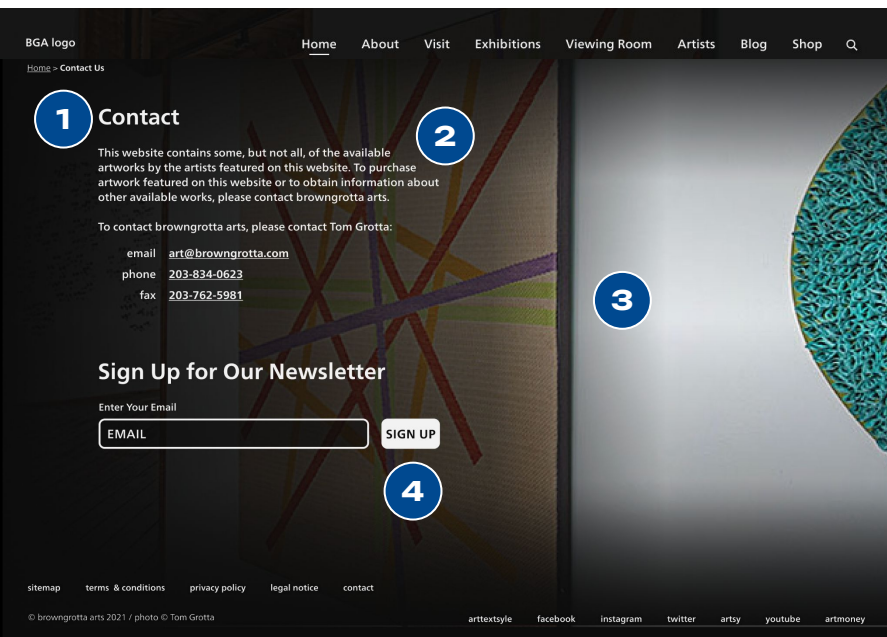 BGA logo
Home About Visit Exhibitions Viewing Room Artists Blog Shop
Home > Contact Us
1
Contact
2
This website contains some, but not all, of the available
artworks by the artists featured on this website. To purchase
artwork featured on this website or to obtain information about
other available works, please contact browngrotta arts.
To contact browngrotta arts, please contact Tom Grotta:
email art@browngrotta.com
phone 203-834-0623
fax 203-762-5981
3
Sign Up for Our Newsletter
Enter Your Email
EMAIL SIGN UP
4
sitemap terms & conditions privacy policy legal notice contact
© browngrotta arts 2021 / photo © Tom Grotta
arttextsyle facebook instagram twitter artsy youtube artmoney